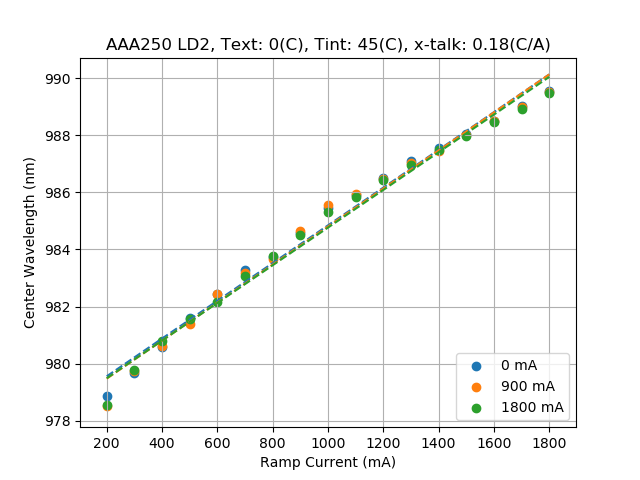 AAA250 LD2, Text: 0(C), Tint: 45(C), x-talk: 0.18(C/A)
Center Wavelength (nm)
990
988
986
984
982
980
978
0 mA
900 mA
1800 mA
200 400 600 800 1000 1200 1400 1600 1800
Ramp Current (mA)